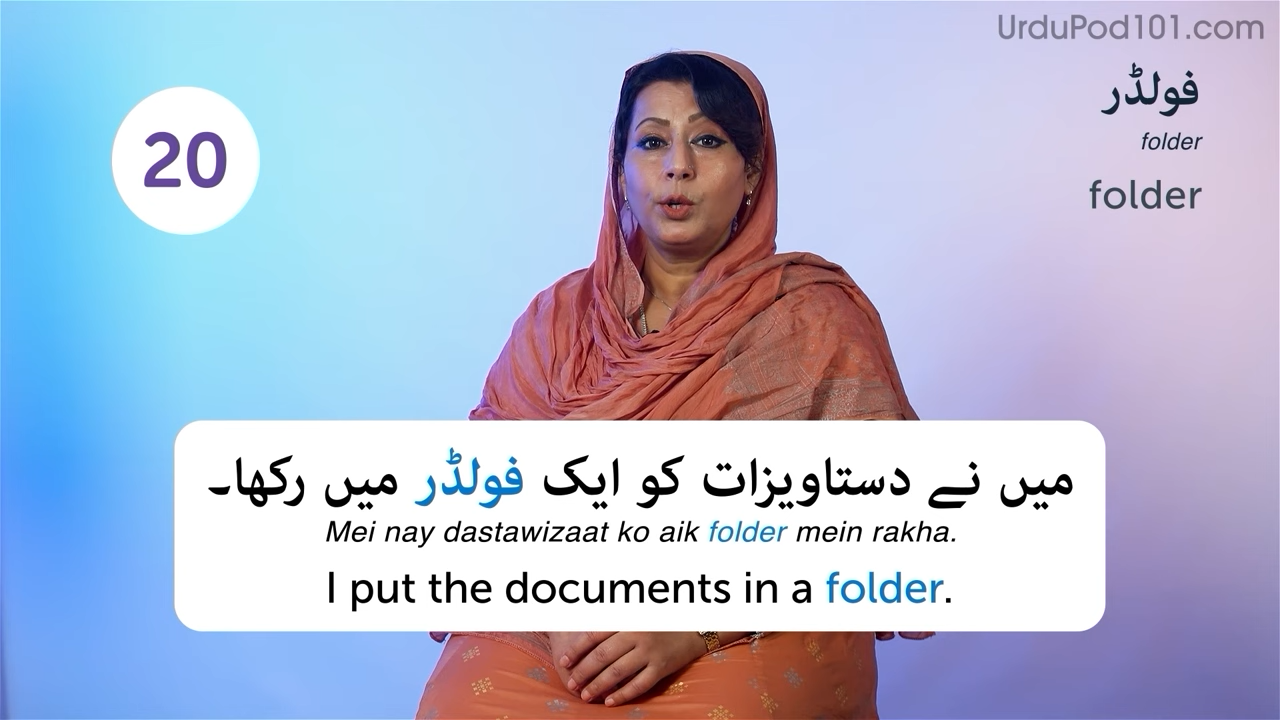 UrduPod101.com
20
فولڈر
folder
folder
میں نے دستاویزات کو ایک فولڈر میں رکھا۔
Mei nay dastawizaat ko aik folder mein rakha.
I put the documents in a folder.